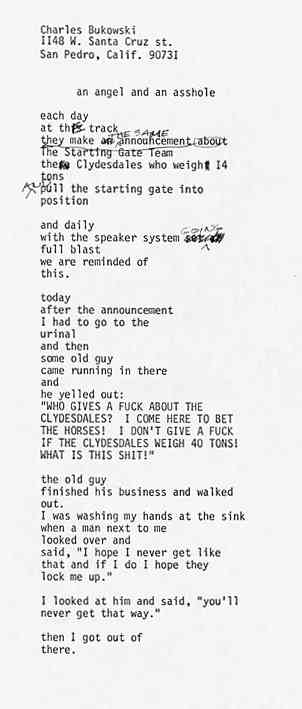 Charles Bukowski
1148 W. Santa Cruz st.
San Pedro, Calif. 90731
an angel and an asshole
each day
at the track
they make THE SAME announcement about
The Starting Gate Team
the Clydesdales who weigh 14
tons
AND pull the starting gate into
position
and daily
with the speaker system GOING
full blast
we are reminded of
this.
today
after the announcement
I had to go to the
urinal
and then
some old guy
came running in there
and
he yelled out:
"WHO GIVES A FUCK ABOUT THE
CLYDESDALES? I COME HERE TO BET
THE HORSES! I DON'T GIVE A FUCK
IF THE CLYDESDALES WEIGH 40 TONS!
WHAT IS THIS SHIT!"
the old guy
finished his business and walked
out.
I was washing my hands at the sink
when a man next to me
looked over and
said, "I hope I never get like
that and if I do I hope they
lock me up."
I looked at him and said, "you'll
never get that way."
then I got out of
there.